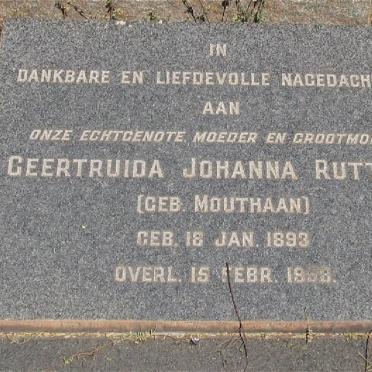 IN
DANKBARE EN LIEFDEVOLLE NAGEDACH
AAN
ONZE ECHTGENOTE, MOEDER EN GROOTMO
GEERTRUIDA JOHANNA RUTT
(GEB. MOUTHAAN)
GEB. 18 JAN. 1893
OVERL. 15 FEBR.